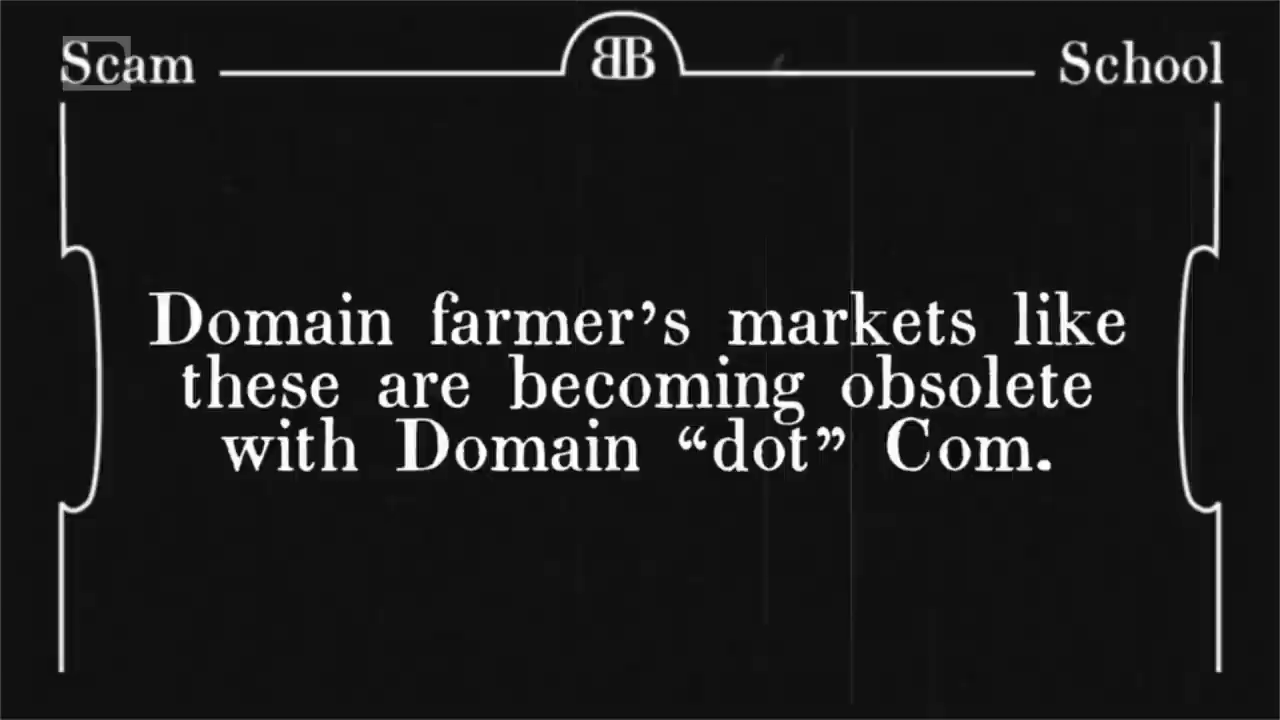 Scam BB School
Domain farmer's markets like
these are becoming obsolete
with Domain “dot” Com.